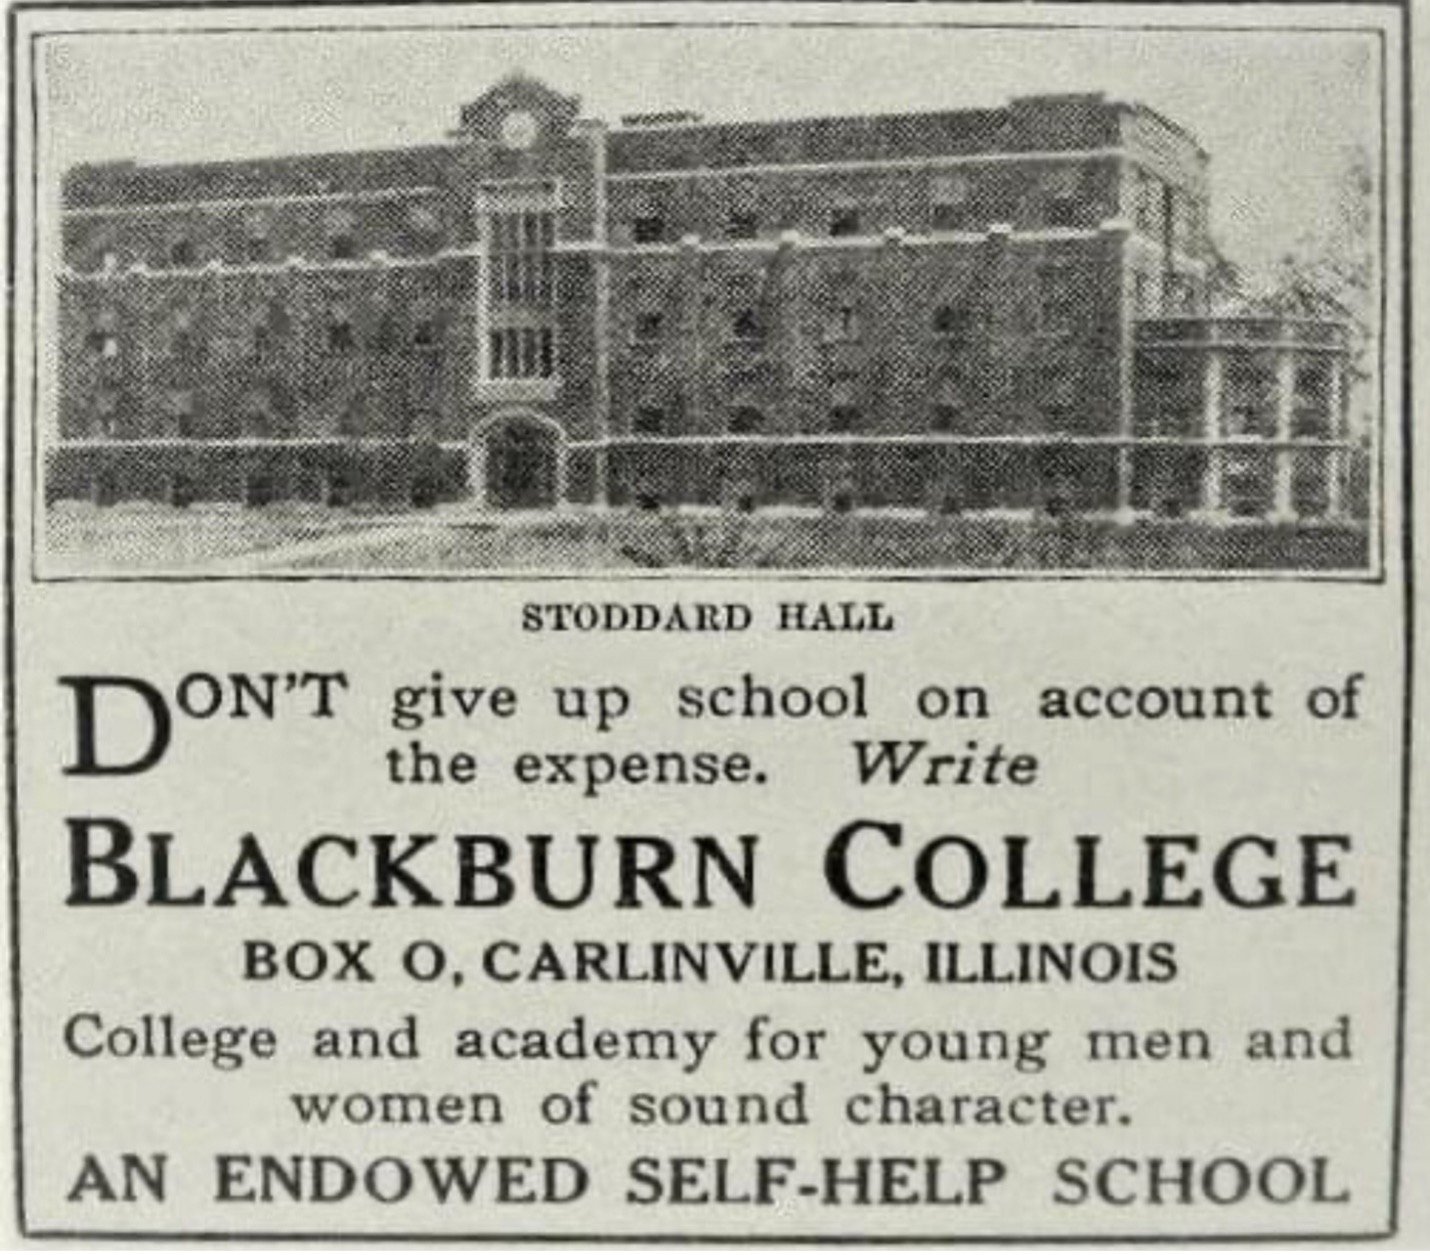 STODDARD HALL
DON'T give up school on account of
the expense. Write
BLACKBURN COLLEGE
BOX O, CARLINVILLE, ILLINOIS
College and academy for young men and
women of sound character.
AN ENDOWED SELF-HELP SCHOOL